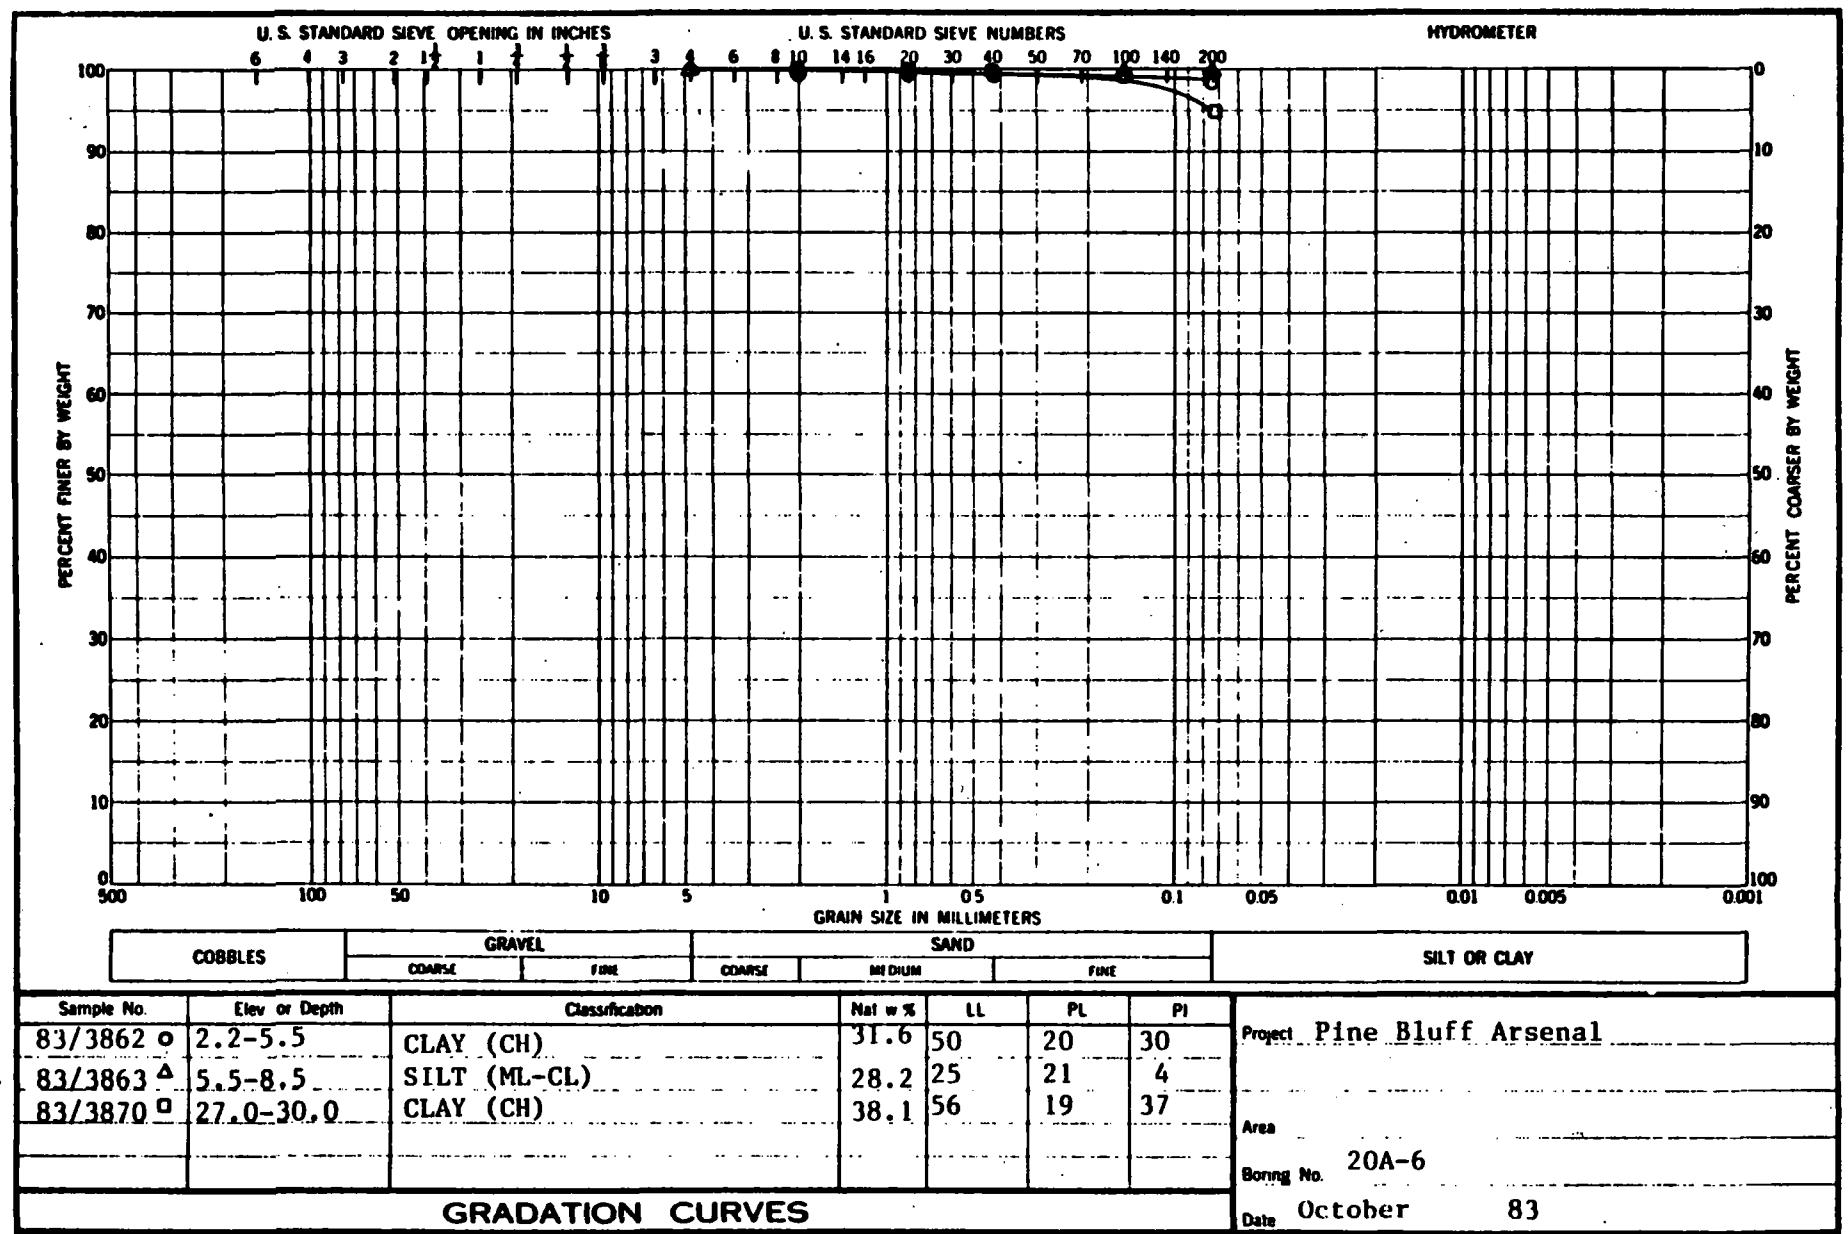 U. S. STANDARD SIEVE OPENING IN INCHES U. S. STANDARD SIEVE NUMBERS HYDROMETER
6 4 3 2 1½ 1 3 4 6 8 10 14 16 20 30 40 50 70 100 140 200
100 0
90 10
80 20
70 30
60 40
50 50
40 60
30 70
20 80
10 90
0 100
PERCENT FINER BY WEIGHT
PERCENT COARSER BY WEIGHT
500 100 50 10 5 1 0 5 0.1 0.05 0.01 0.005 0.001
GRAIN SIZE IN MILLIMETERS
COBBLES GRAVEL SAND SILT OR CLAY
COARSE FINE COARSE MEDIUM FINE
Sample No. Elev or Depth Classification Nat w % LL PL PI
83/3862 2.2-5.5 CLAY (CH) 31.6 50 20 30
83/3863 5.5-8.5 SILT (ML-CL) 28.2 25 21 4
83/3870 27.0-30.0 CLAY (CH) 38.1 56 19 37
Project Pine Bluff Arsenal
Area
Boring No. 20A-6
Date October 83
GRADATION CURVES